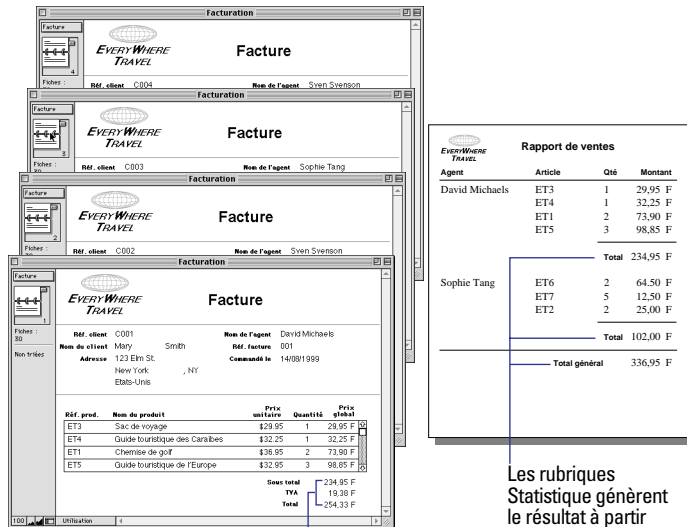 Facturation
Facture
4
Fiches :
EVERYWHERE
TRAVEL
Facture
Réf. client C004 Nom de l'agent Sven Svenson
Facturation
Facture
3
Fiches :
EVERYWHERE
TRAVEL
Facture
Réf. client C003 Nom de l'agent Sophie Tang
Facturation
Facture
2
Fiches :
EVERYWHERE
TRAVEL
Facture
Réf. client C002 Nom de l'agent Sven Svenson
Facturation
Facture
1
Fiches :
30
Non triées
EVERYWHERE
TRAVEL
Facture
Réf. client C001 Nom de l'agent David Michaels
Nom du client Mary Smith Réf. facture 001
Adresse 123 Elm St. Commandé le 14/08/1999
New York , NY
Etats-Unis
Réf. prod. Nom du produit Prix unitaire Quantité Prix global
ET3 Sac de voyage $29.95 1 29,95 F
ET4 Guide touristique des Caraïbes $32.25 1 32,25 F
ET1 Chemise de golf $36.95 2 73,90 F
ET5 Guide touristique de l'Europe $32.95 3 98,85 F
Sous total 234,95 F
TVA 19,38 F
Total 254,33 F
100 Utilisation
EVERYWHERE
TRAVEL
Rapport de ventes
Agent Article Qté Montant
David Michaels ET3 1 29,95 F
ET4 1 32,25 F
ET1 2 73,90 F
ET5 3 98,85 F
Total 234,95 F
Sophie Tang ET6 2 64.50 F
ET7 5 12,50 F
ET2 2 25,00 F
Total 102,00 F
Total général 336,95 F
Les rubriques
Statistique génèrent
le résultat à partir